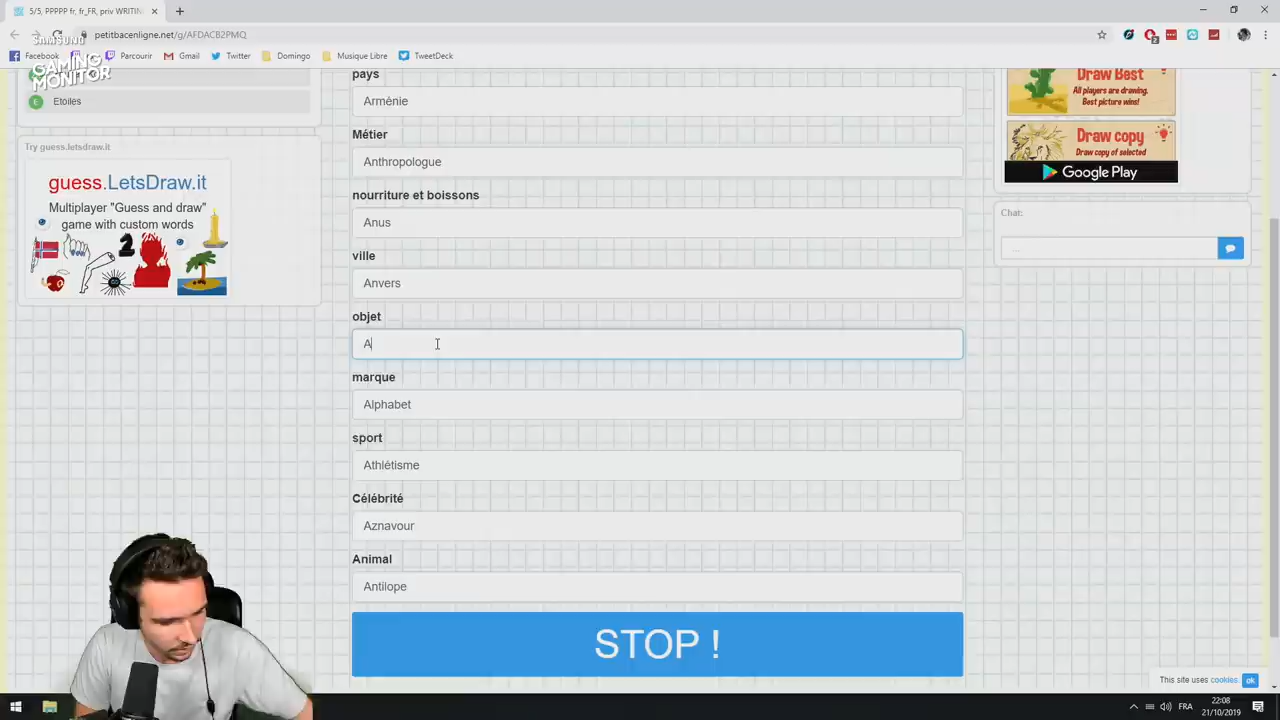 5/5, PPPPP fr, fr_FR, priv WRITIN
petitbacenligne.net/g/AFDACB2PMQ
SAMSUNG
GAMING
MONITOR
Facebook
Parcourir
Gmail
Twitter
Domingo
Musique Libre
TweetDeck
E
Etoiles
Try guess.letsdraw.it
guess.LetsDraw.it
Multiplayer "Guess and draw"
game with custom words
pays
Arménie
Métier
Anthropologue
nourriture et boissons
Anus
ville
Anvers
objet
A
marque
Alphabet
sport
Athlétisme
Célébrité
Aznavour
Animal
Antilope
STOP !
Draw Best
All players are drawing.
Best picture wins!
Draw copy
Draw copy of selected
Google Play
Chat:
This site uses cookies.
ok
FRA
22:08
21/10/2019